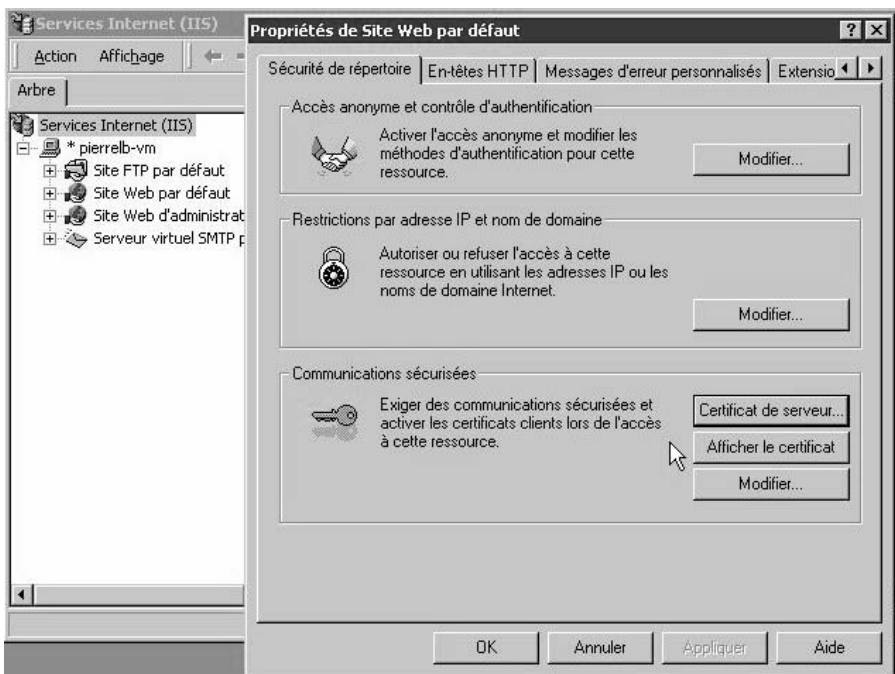 Services Internet (IIS)
Action Affichage
Arbre
Services Internet (IIS)
* pierrelb-vm
Site FTP par défaut
Site Web par défaut
Site Web d'administrat
Serveur virtuel SMTP p
Propriétés de Site Web par défaut
Sécurité de répertoire En-têtes HTTP Messages d'erreur personnalisés Extensio
Accès anonyme et contrôle d'authentification
Activer l'accès anonyme et modifier les
méthodes d'authentification pour cette
ressource.
Modifier...
Restrictions par adresse IP et nom de domaine
Autoriser ou refuser l'accès à cette
ressource en utilisant les adresses IP ou les
noms de domaine Internet.
Modifier...
Communications sécurisées
Exiger des communications sécurisées et
activer les certificats clients lors de l'accès
à cette ressource.
Certificat de serveur...
Afficher le certificat
Modifier...
OK Annuler Appliquer Aide